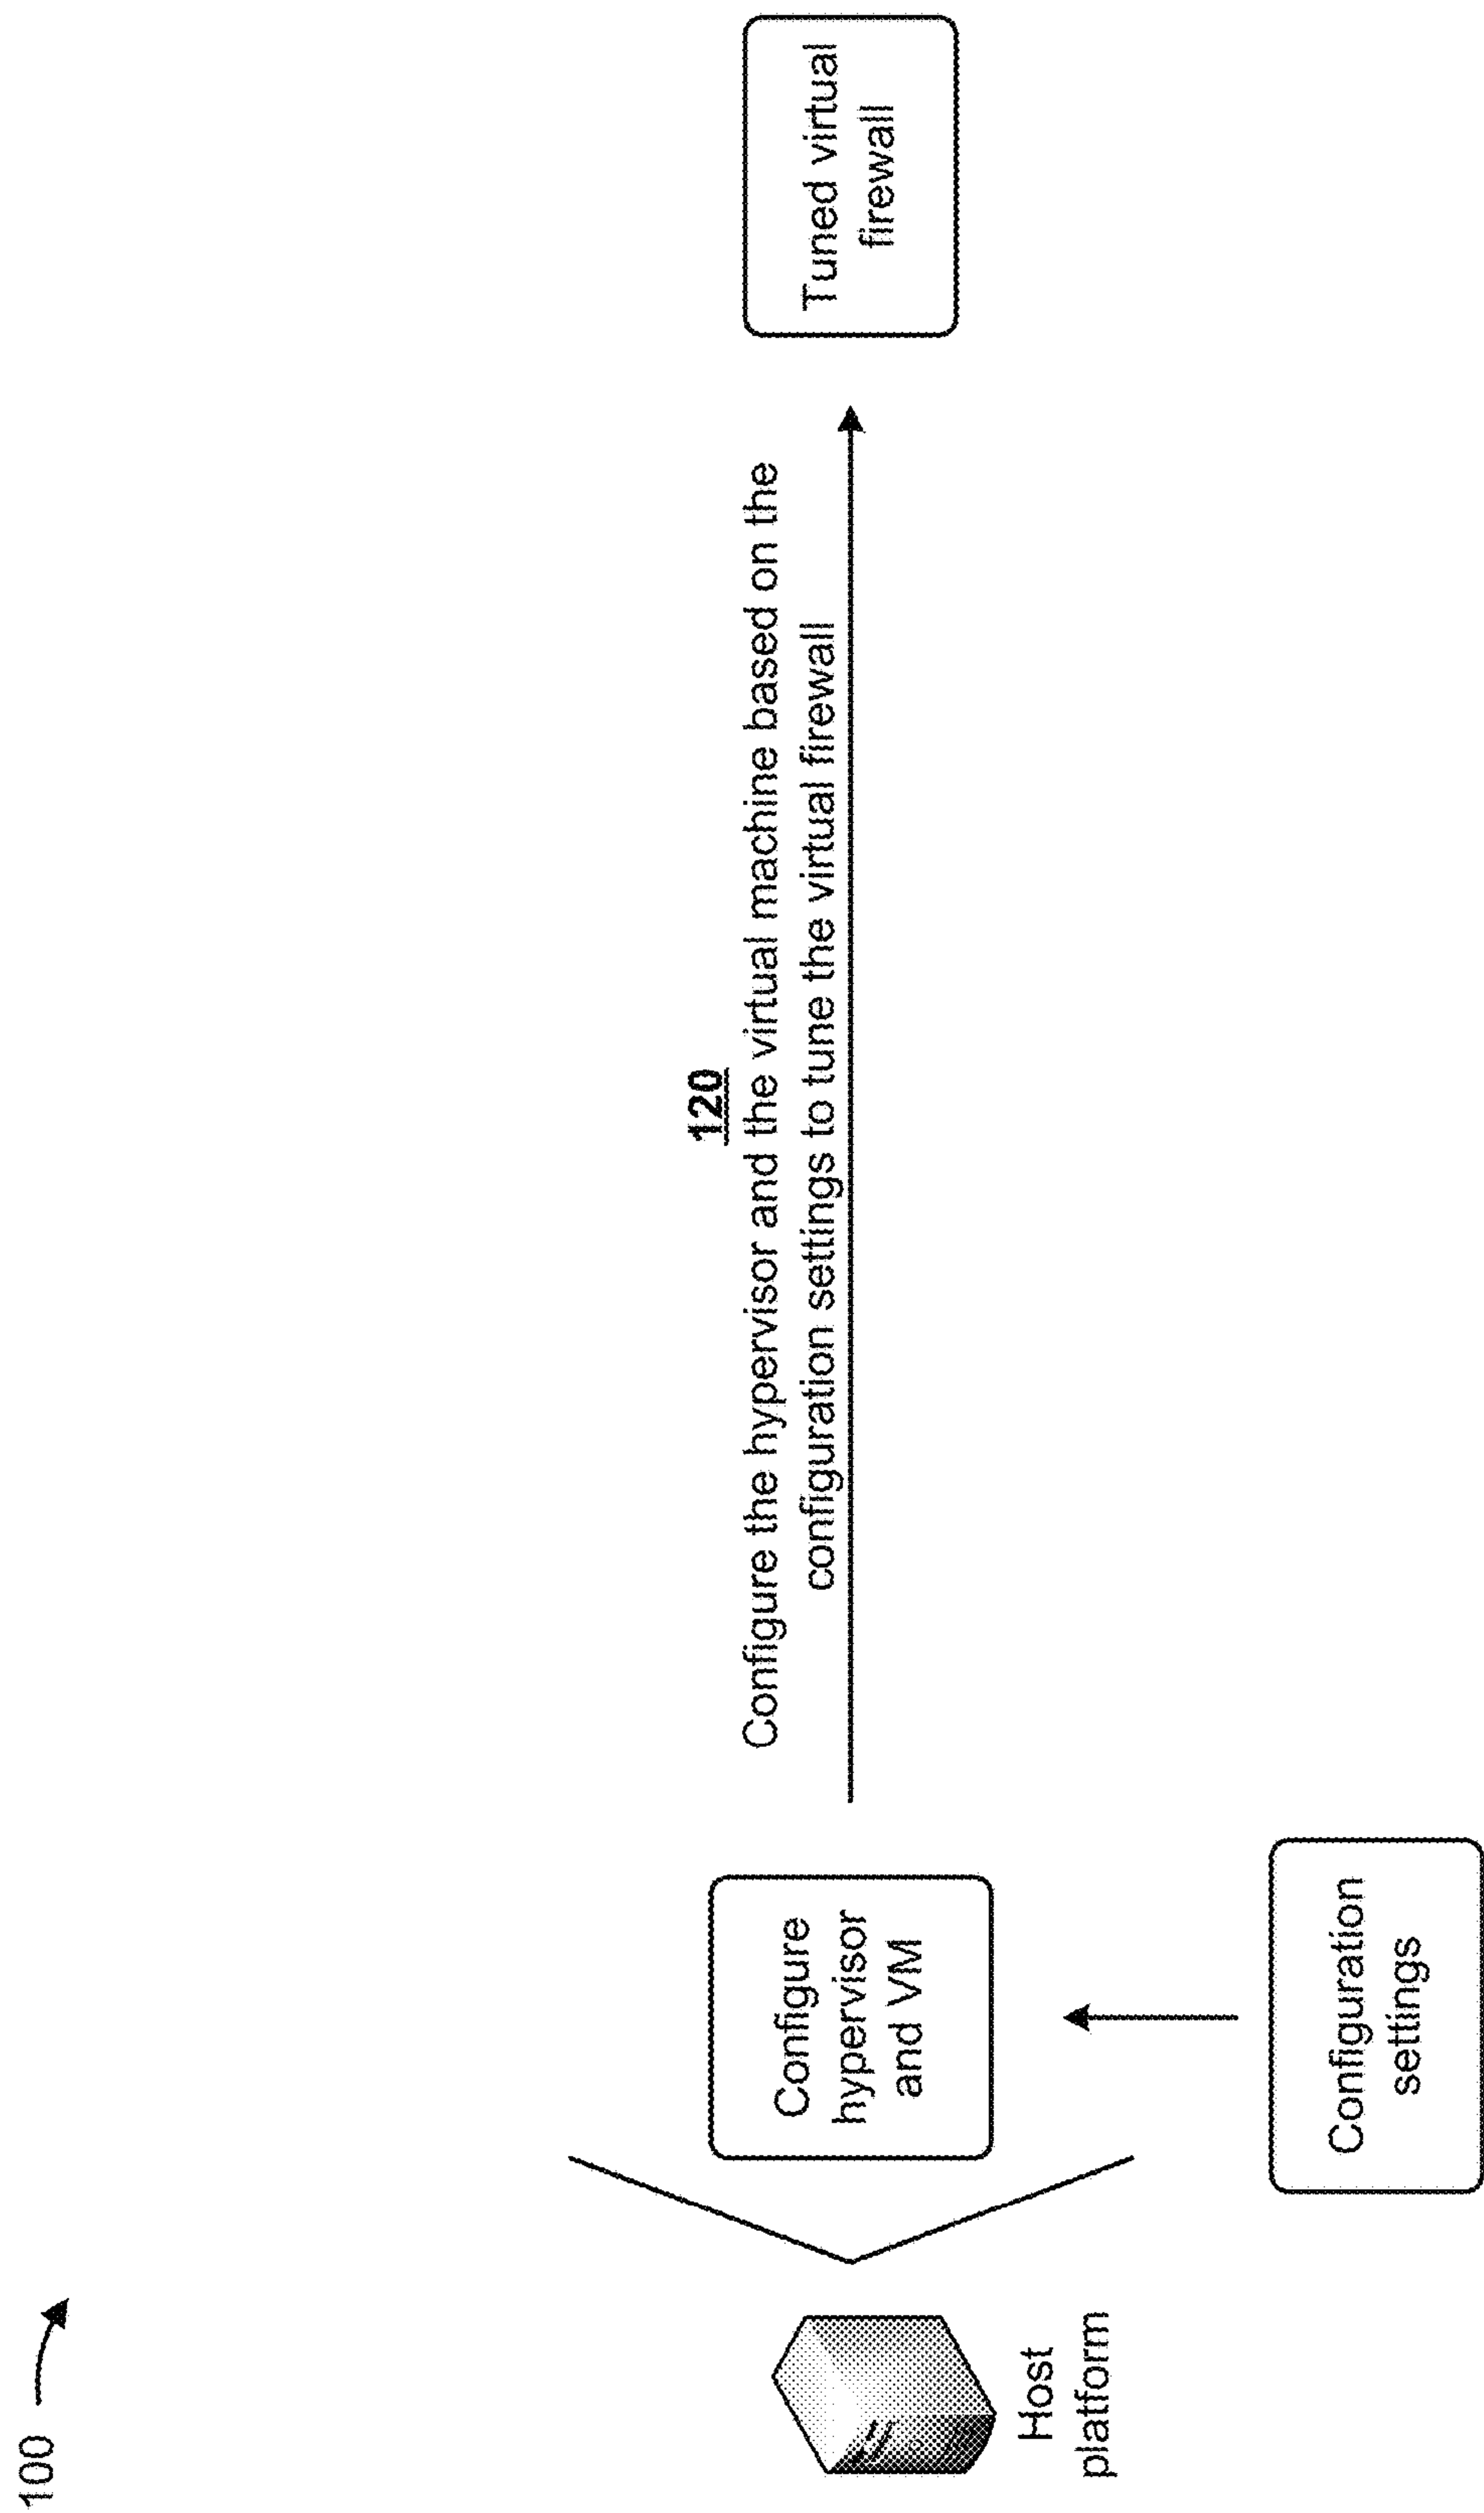 100
120
Configure the hypervisor and the virtual machine based on the
configuration settings to tune the virtual firewall
Host
platform
Configure
hypervisor
and VM
Tuned virtual
firewall
Configuration
settings